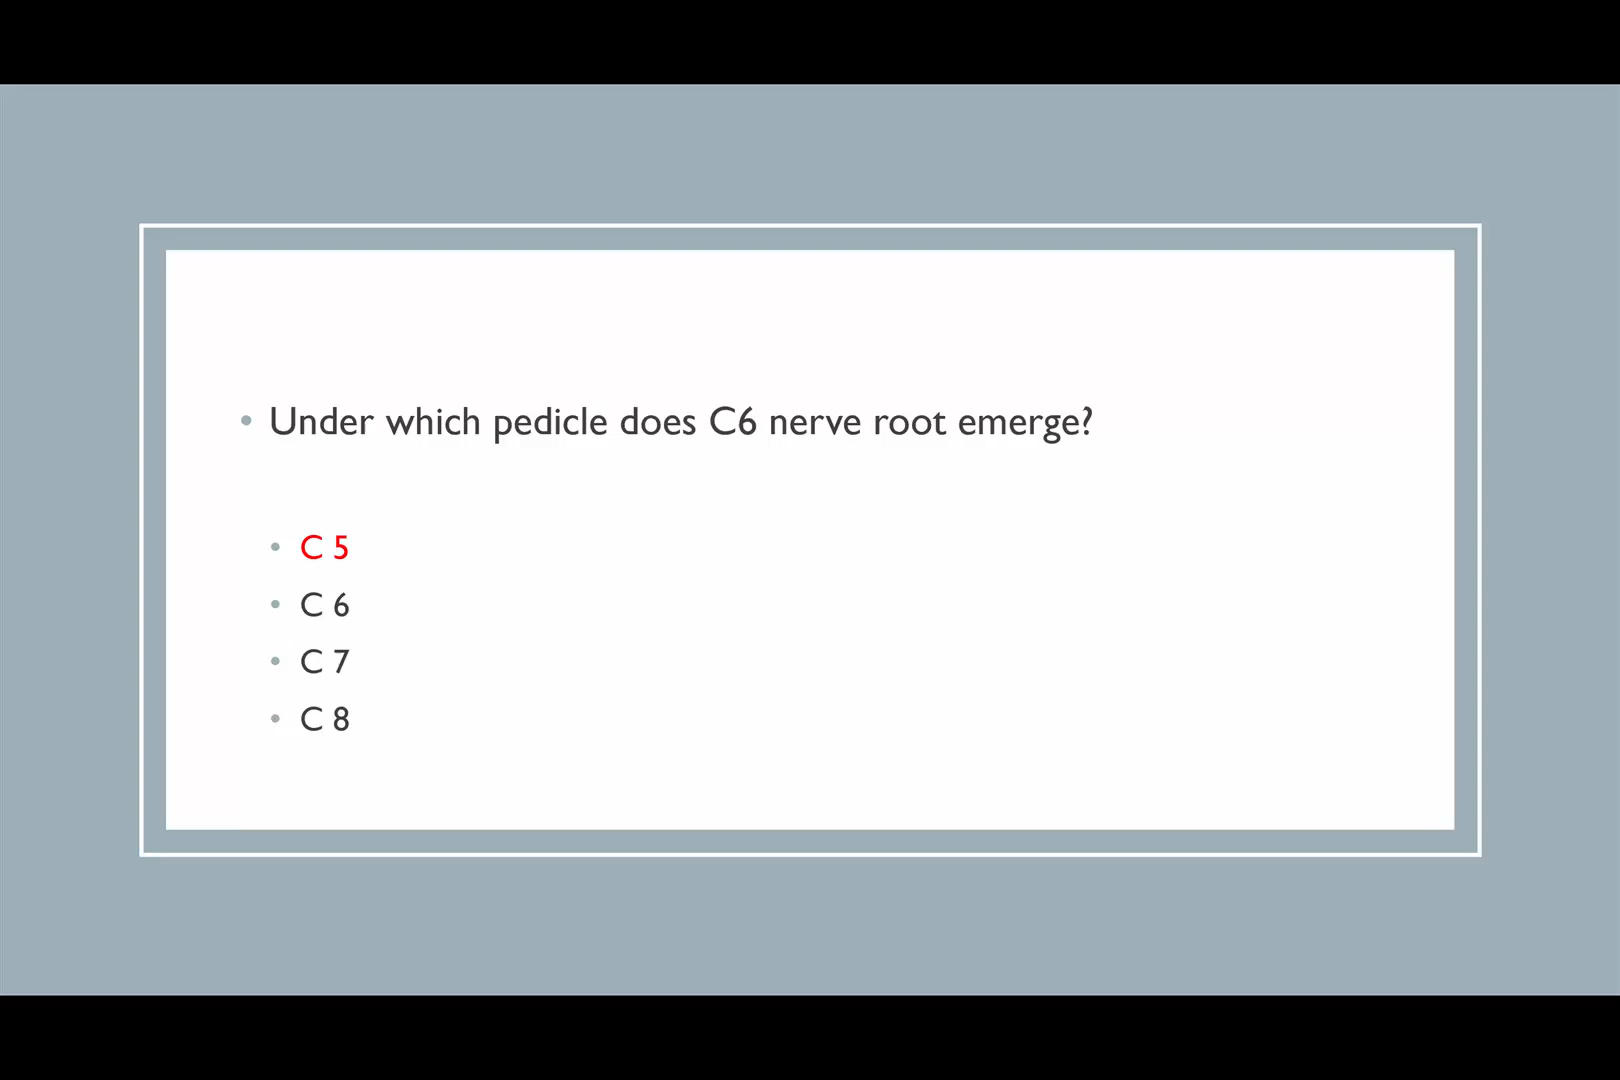 • Under which pedicle does C6 nerve root emerge?
• C 5
• C 6
• C 7
• C 8